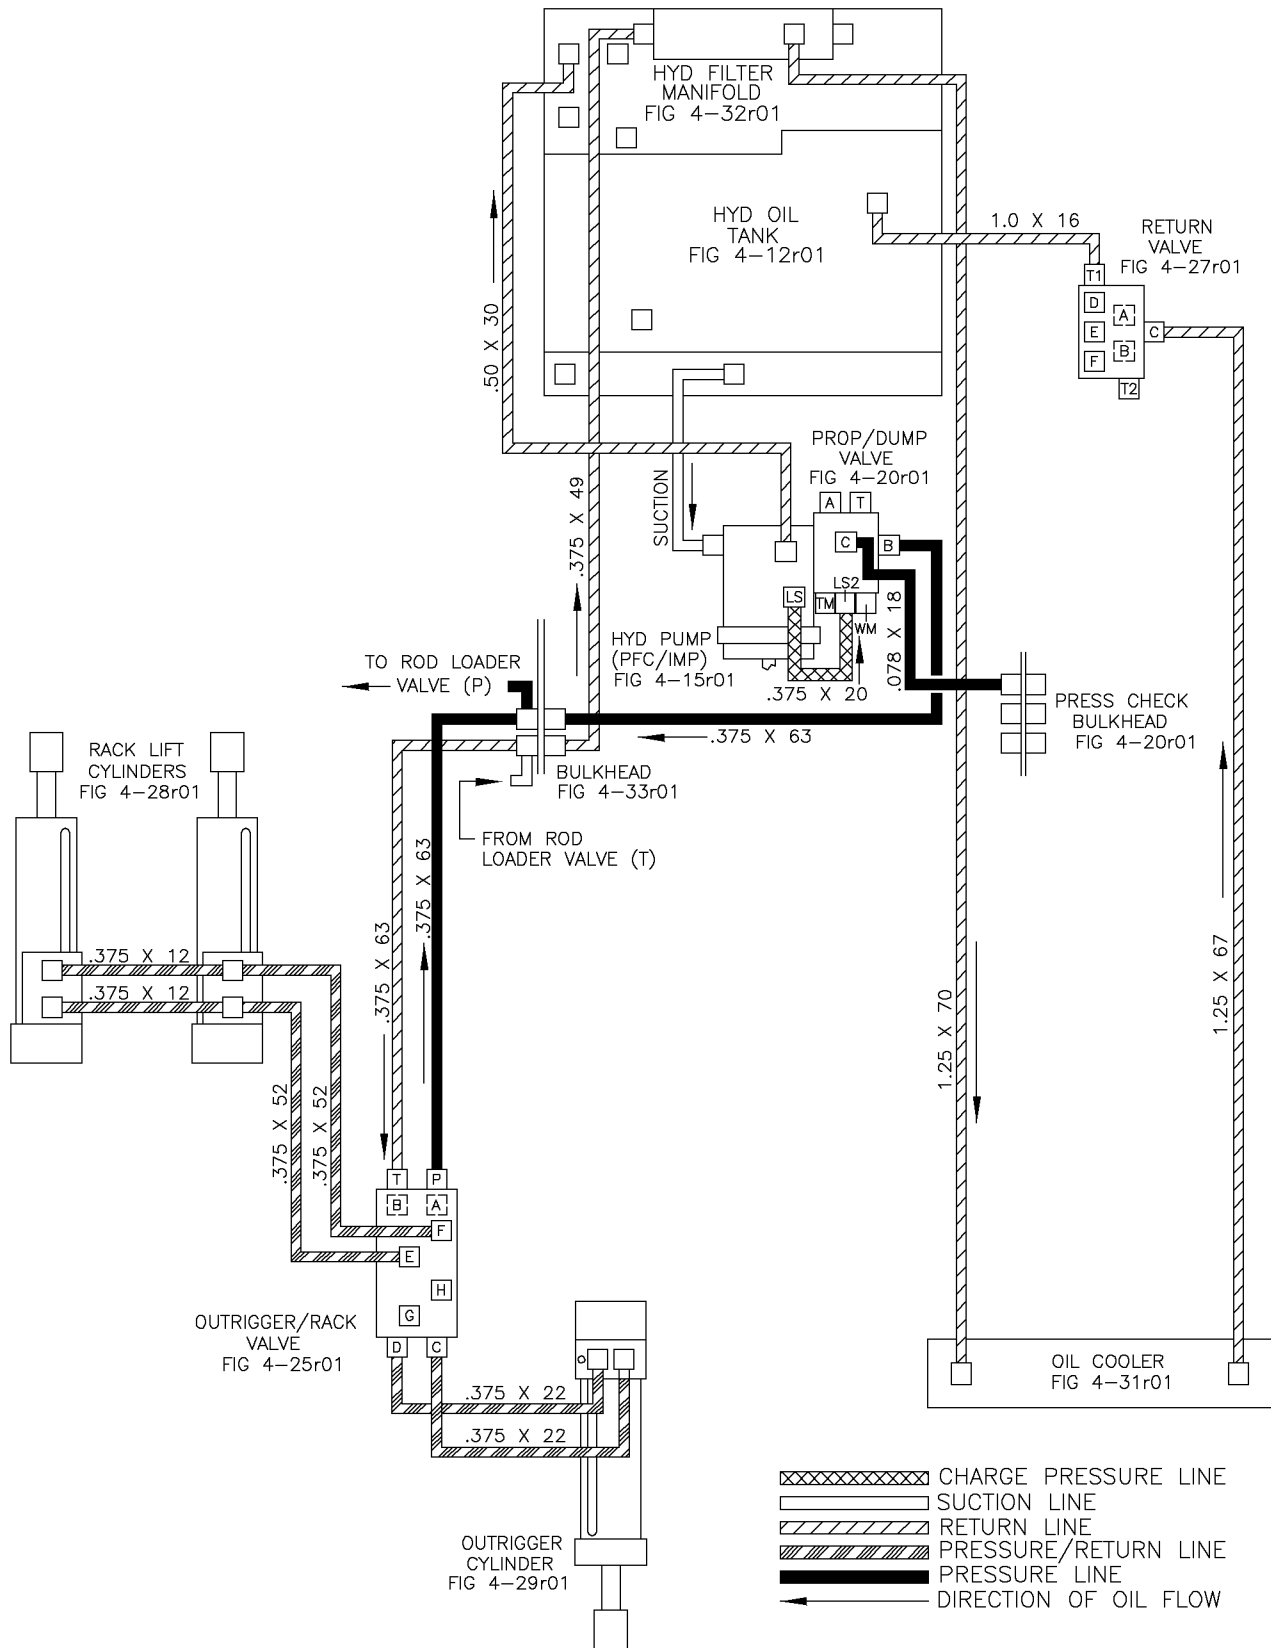 HYD FILTER
MANIFOLD
FIG 4-32r01
HYD OIL
TANK
FIG 4-12r01
1.0 X 16
RETURN
VALVE
FIG 4-27r01
T1
D
A
E
C
B
F
T2
.50 X 30
.375 X 49
SUCTION
PROP/DUMP
VALVE
FIG 4-20r01
A
T
C
B
LS2
LS
TM
WM
.078 X 18
HYD PUMP
(PFC/IMP)
FIG 4-15r01
.375 X 20
TO ROD LOADER
VALVE (P)
.375 X 63
PRESS CHECK
BULKHEAD
FIG 4-20r01
BULKHEAD
FIG 4-33r01
FROM ROD
LOADER VALVE (T)
RACK LIFT
CYLINDERS
FIG 4-28r01
.375 X 12
.375 X 12
.375 X 63
.375 X 63
.375 X 52
.375 X 52
1.25 X 70
1.25 X 67
T
P
B
A
F
E
H
G
D
C
OUTRIGGER/RACK
VALVE
FIG 4-25r01
.375 X 22
.375 X 22
OIL COOLER
FIG 4-31r01
OUTRIGGER
CYLINDER
FIG 4-29r01
CHARGE PRESSURE LINE
SUCTION LINE
RETURN LINE
PRESSURE/RETURN LINE
PRESSURE LINE
DIRECTION OF OIL FLOW